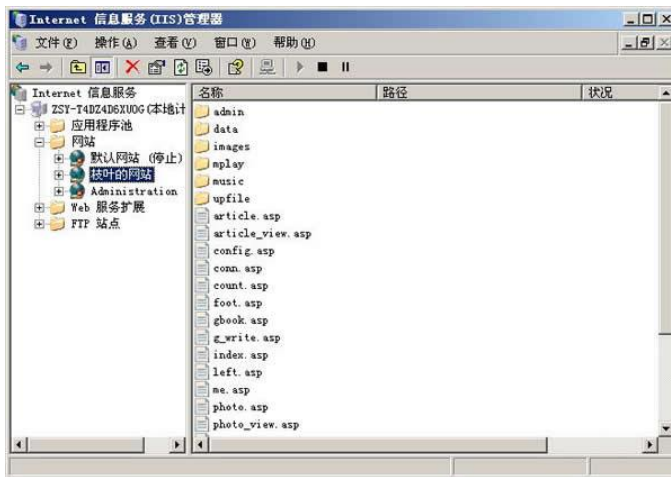 Internet 信息服务(IIS)管理器
文件(F) 操作(A) 查看(V) 窗口(W) 帮助(H)
Internet 信息服务
ZSY-T4DZ4D6XUOG(本地计
应用程序池
网站
默认网站 (停止)
枝叶的网站
Administration
Web 服务扩展
FTP 站点
名称 路径 状况
admin
data
images
mplay
music
upfile
article.asp
article_view.asp
config.asp
conn.asp
count.asp
foot.asp
gbook.asp
g_write.asp
index.asp
left.asp
me.asp
photo.asp
photo_view.asp